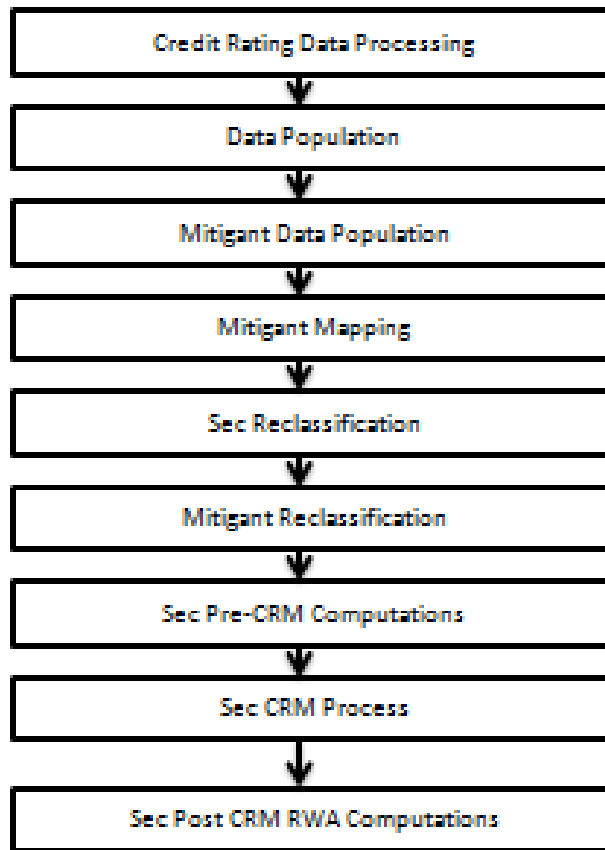 Credit Rating Data Processing
Data Population
Mitigant Data Population
Mitigant Mapping
Sec Reclassification
Mitigant Reclassification
Sec Pre-CRM Computations
Sec CRM Process
Sec Post CRM RWA Computations